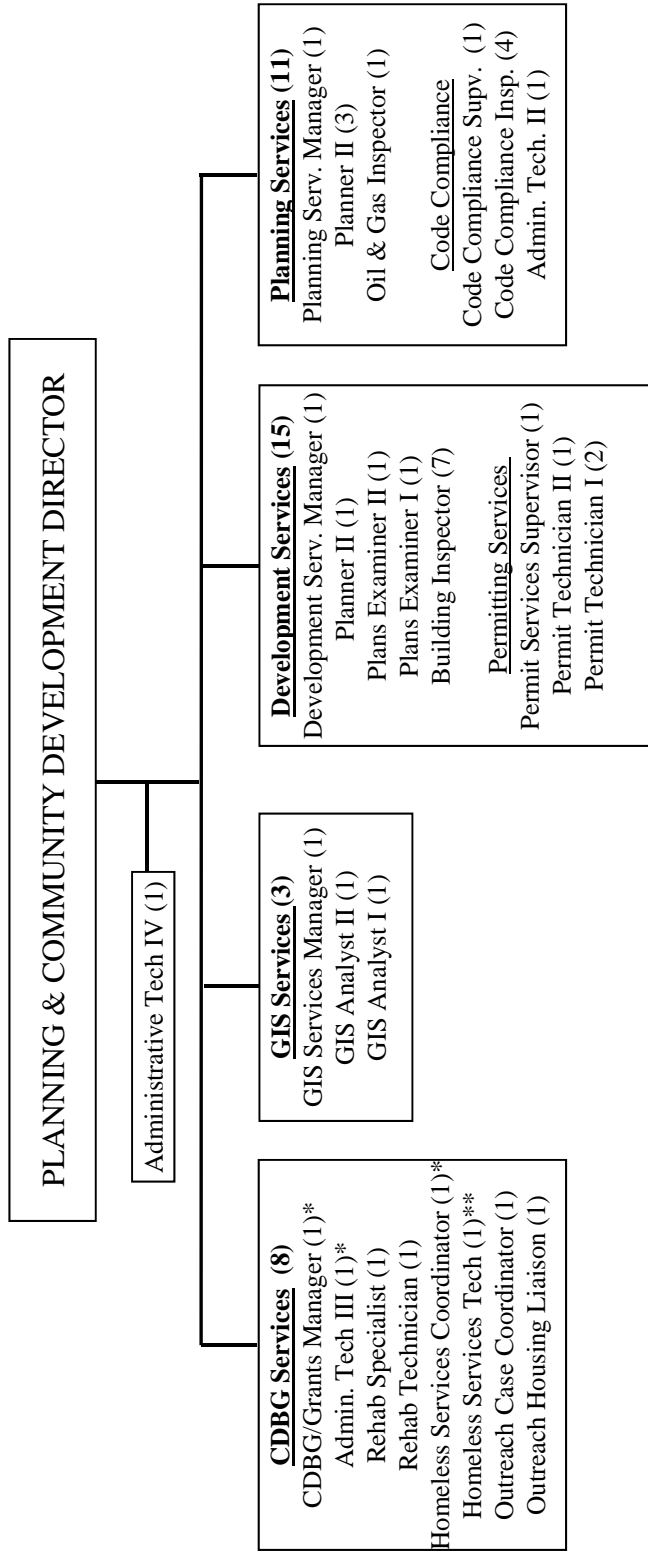 PLANNING & COMMUNITY DEVELOPMENT DIRECTOR
Administrative Tech IV (1)
CDBG Services (8)
CDBG/Grants Manager (1)*
Admin. Tech III (1)*
Rehab Specialist (1)
Rehab Technician (1)
Homeless Services Coordinator (1)*
Homeless Services Tech (1)**
Outreach Case Coordinator (1)
Outreach Housing Liaison (1)
GIS Services (3)
GIS Services Manager (1)
GIS Analyst II (1)
GIS Analyst I (1)
Development Services (15)
Development Serv. Manager (1)
Planner II (1)
Plans Examiner II (1)
Plans Examiner I (1)
Building Inspector (7)
Permitting Services
Permit Services Supervisor (1)
Permit Technician II (1)
Permit Technician I (2)
Planning Services (11)
Planning Serv. Manager (1)
Planner II (3)
Oil & Gas Inspector (1)
Code Compliance
Code Compliance Supv. (1)
Code Compliance Insp. (4)
Admin. Tech. II (1)